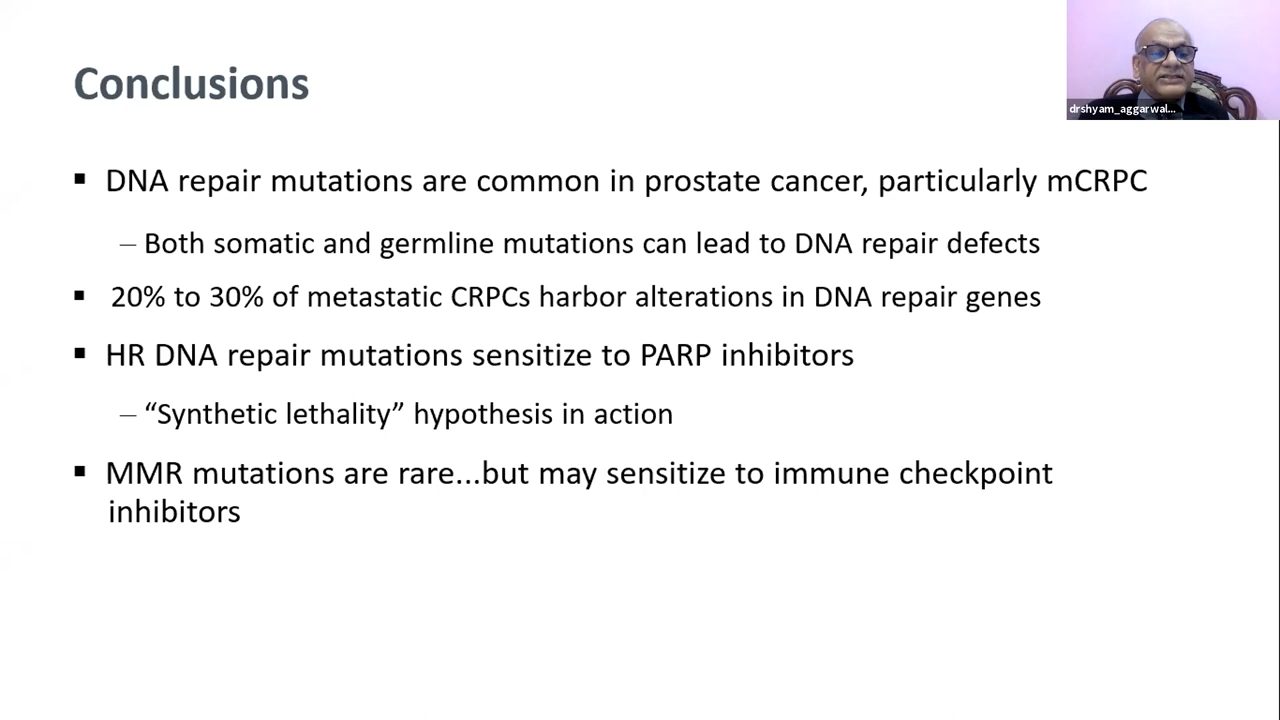 Conclusions
drshyam_aggarwal...
▪ DNA repair mutations are common in prostate cancer, particularly mCRPC
– Both somatic and germline mutations can lead to DNA repair defects
▪ 20% to 30% of metastatic CRPCs harbor alterations in DNA repair genes
▪ HR DNA repair mutations sensitize to PARP inhibitors
– “Synthetic lethality” hypothesis in action
▪ MMR mutations are rare...but may sensitize to immune checkpoint
inhibitors